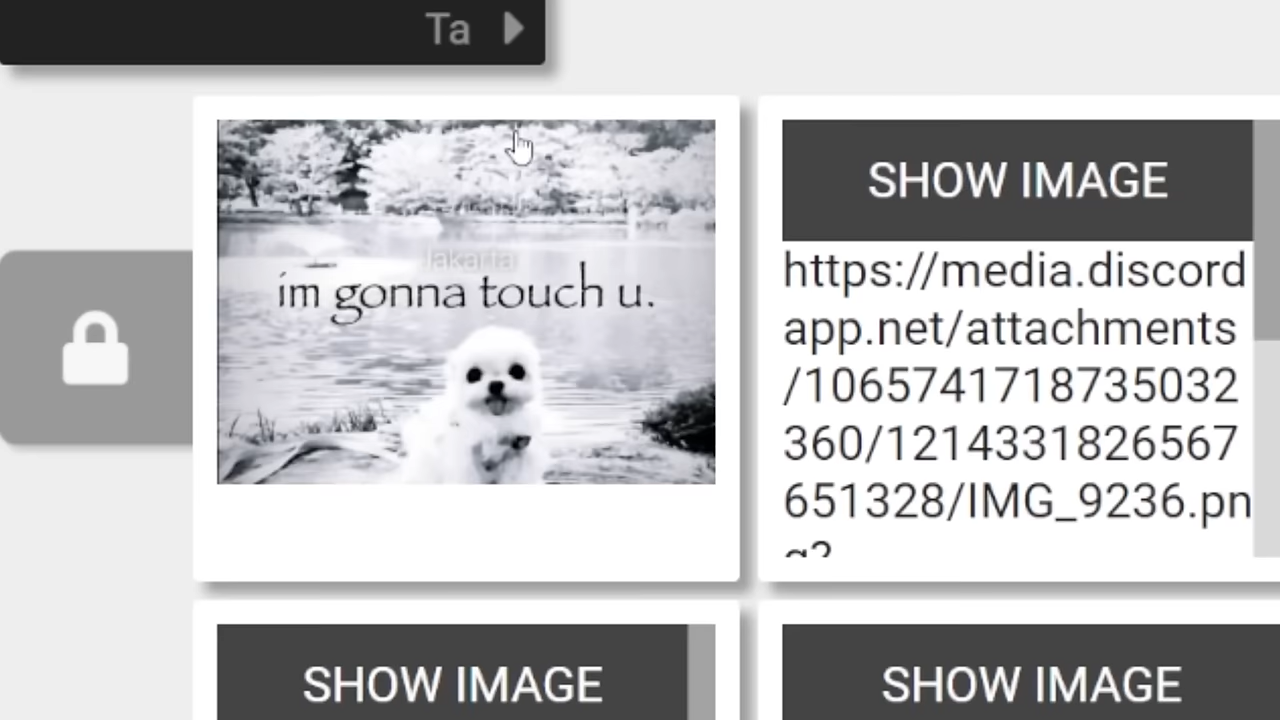 Ta
Jakarta
im gonna touch u.
SHOW IMAGE
https://media.discord
app.net/attachments
/1065741718735032
360/1214331826567
651328/IMG_9236.pn
g?
SHOW IMAGE
SHOW IMAGE